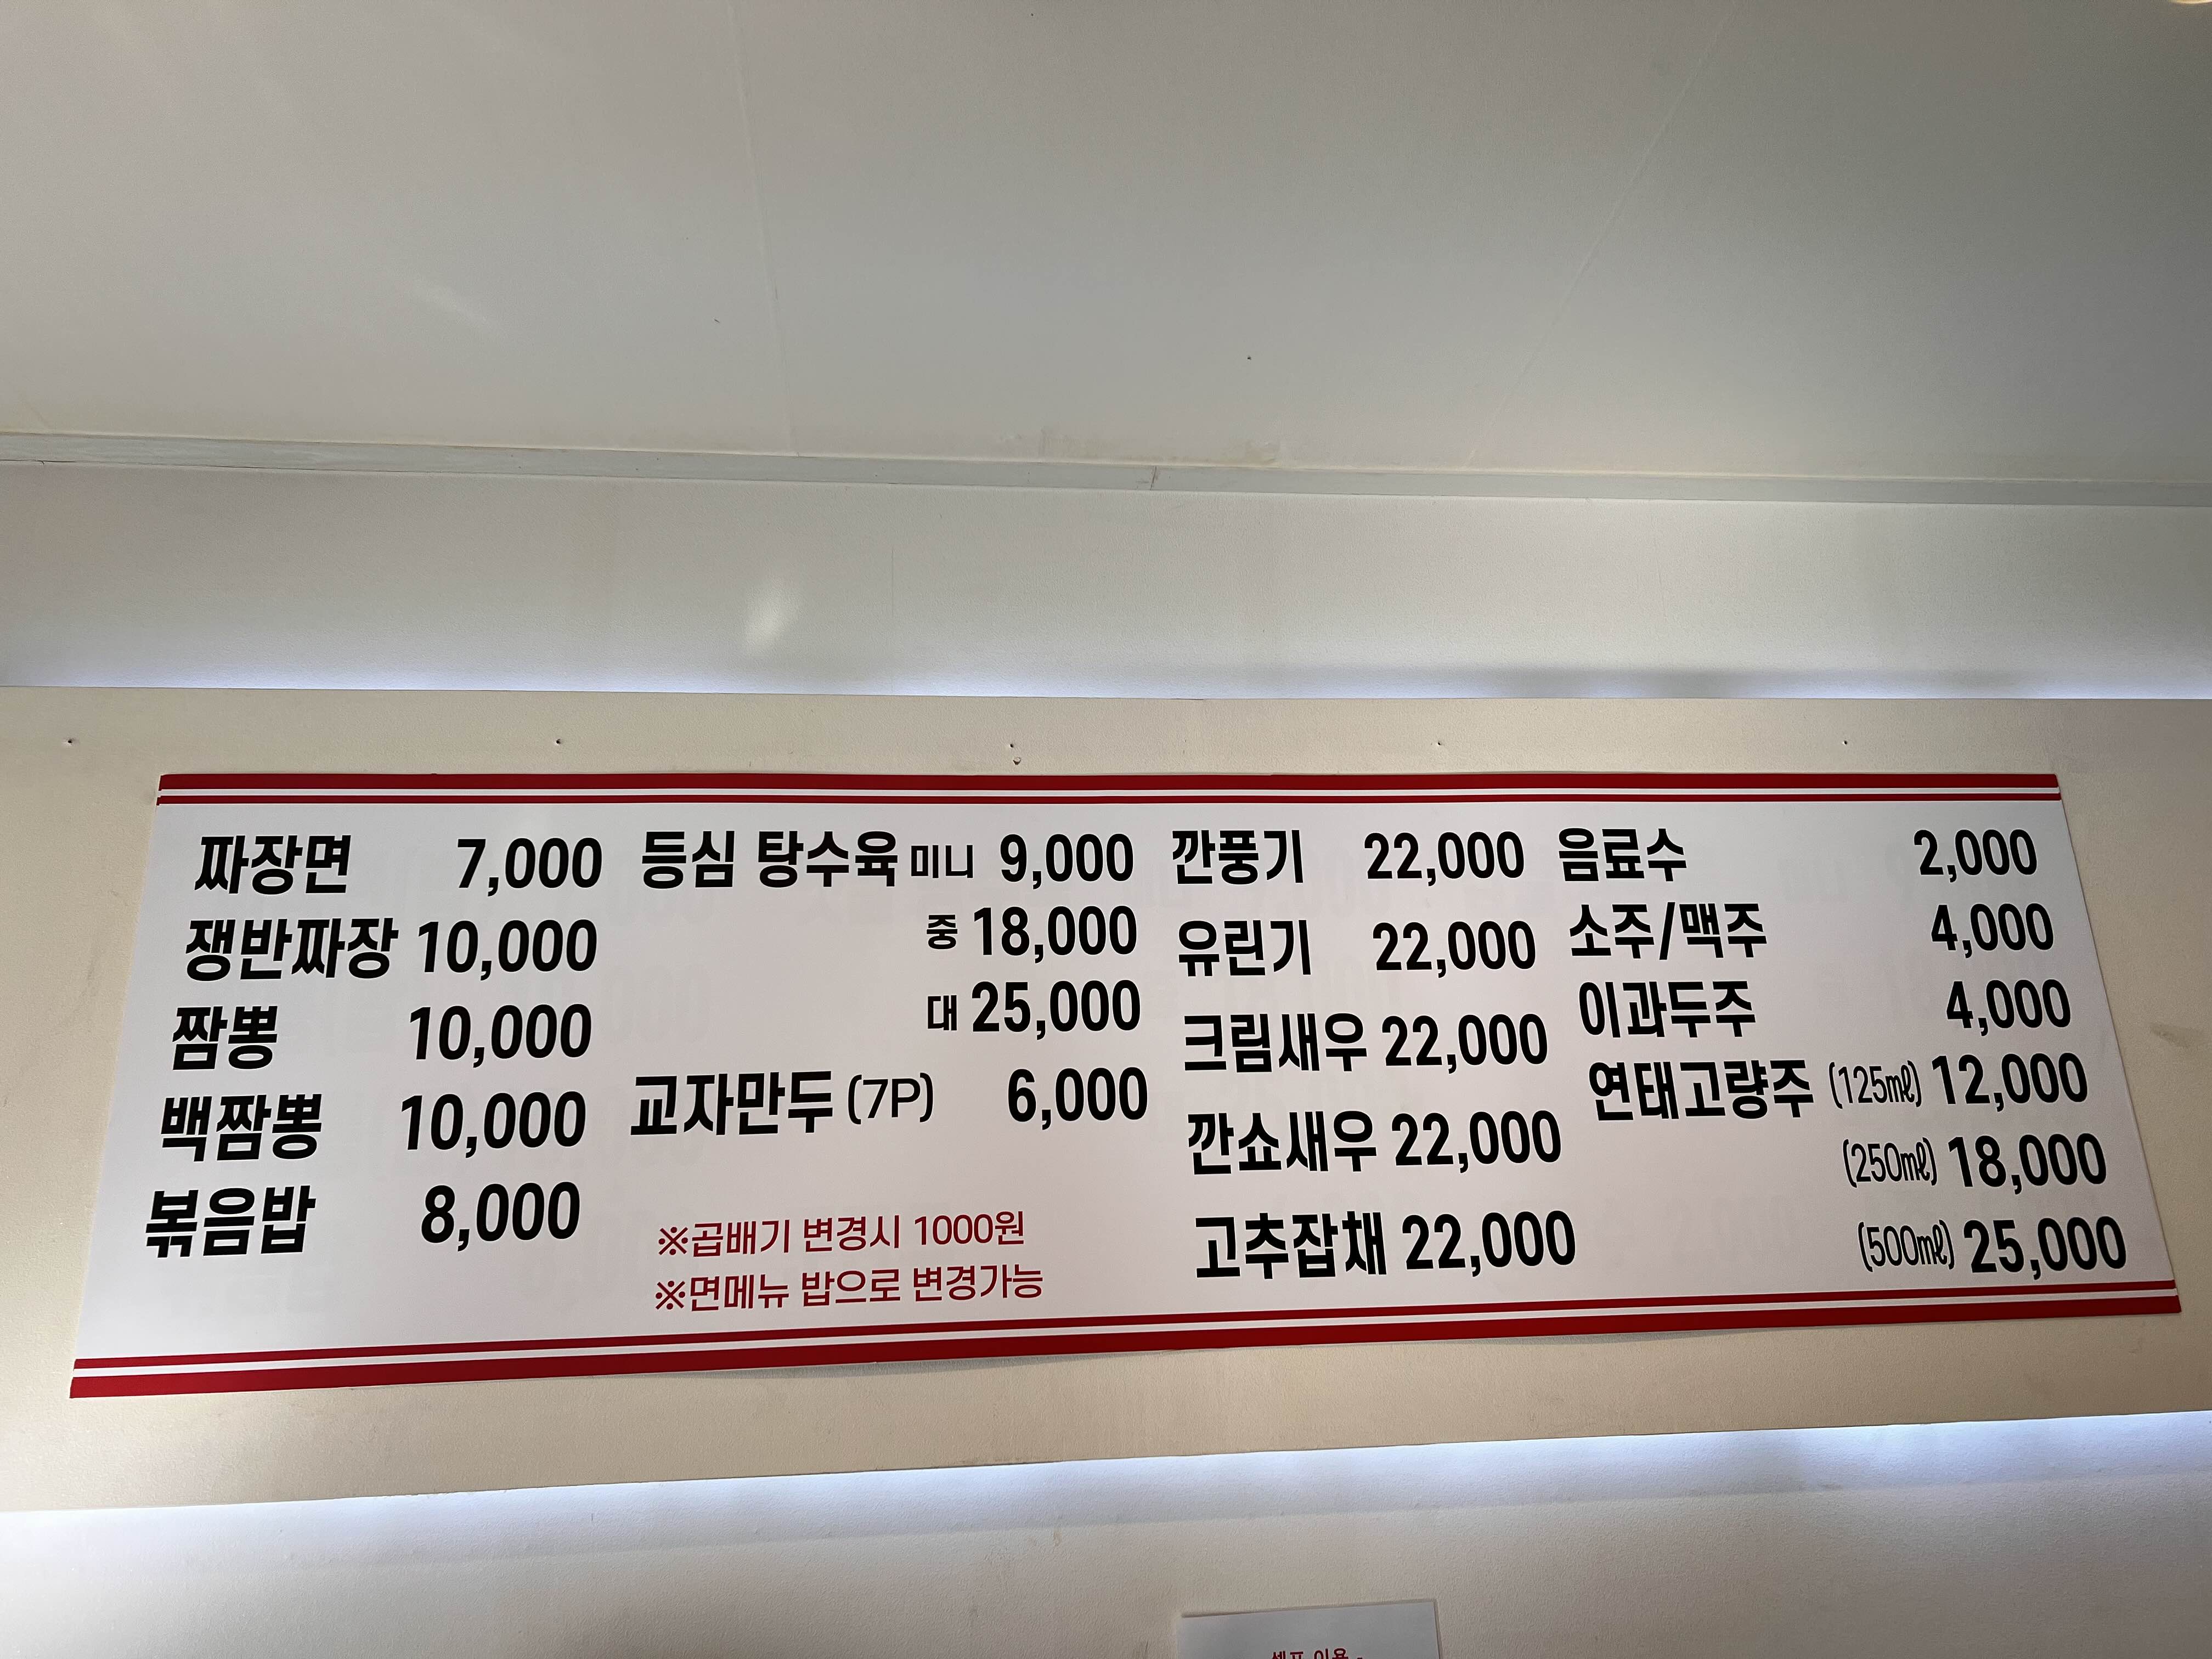 짜장면 7,000
쟁반짜장 10,000
짬뽕 10,000
백짬뽕 10,000
볶음밥 8,000
등심 탕수육 미니 9,000
중 18,000
대 25,000
교자만두 (7P) 6,000
※곱배기 변경시 1000원
※면메뉴 밥으로 변경가능
깐풍기 22,000
유린기 22,000
크림새우 22,000
깐쇼새우 22,000
고추잡채 22,000
음료수 2,000
소주/맥주 4,000
이과두주 4,000
연태고량주 (125㎖) 12,000
(250㎖) 18,000
(500㎖) 25,000